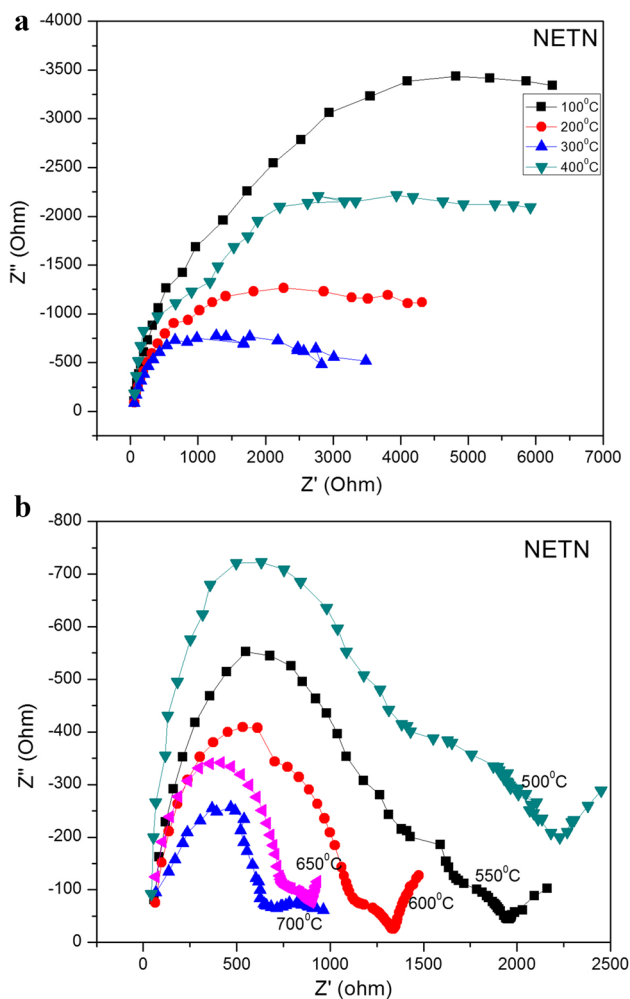 a
NETN
-4000
-3500
-3000
-2500
-2000
-1500
-1000
-500
0
Z'' (Ohm)
100⁰C
200⁰C
300⁰C
400⁰C
0 1000 2000 3000 4000 5000 6000 7000
Z' (Ohm)
b
NETN
-800
-700
-600
-500
-400
-300
-200
-100
0
Z'' (Ohm)
500⁰C
550⁰C
600⁰C
650⁰C
700⁰C
0 500 1000 1500 2000 2500
Z' (ohm)